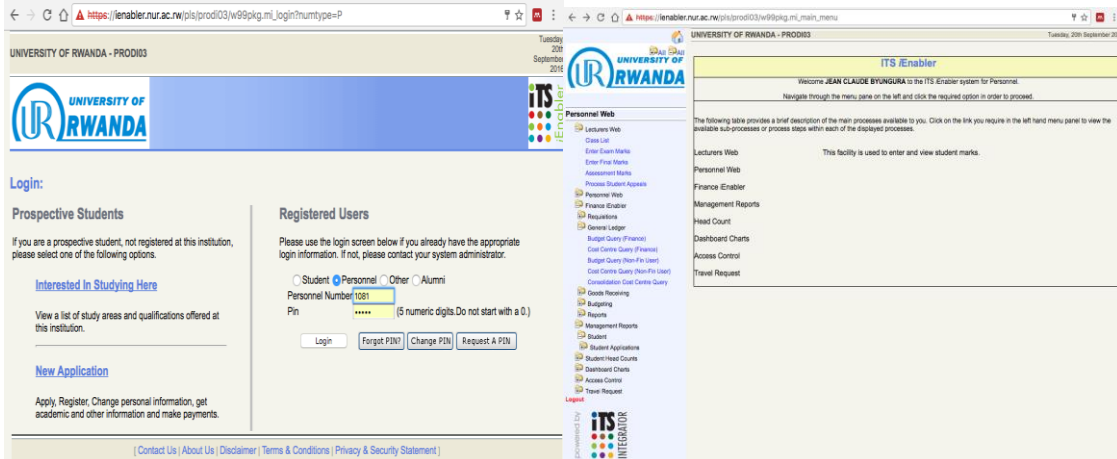 https://ienabler.nur.ac.rw/pls/prodi03/w99pkg.mi_login?numtype=P
UNIVERSITY OF RWANDA - PRODI03
Tuesday
20th
September
2016
UR
UNIVERSITY OF
RWANDA
iTS
iEnabler
Login:
Prospective Students
If you are a prospective student, not registered at this institution,
please select one of the following options.
Interested In Studying Here
View a list of study areas and qualifications offered at
this institution.
New Application
Apply, Register, Change personal information, get
academic and other information and make payments.
Registered Users
Please use the login screen below if you already have the appropriate
login information. If not, please contact your system administrator.
Student Personnel Other Alumni
Personnel Number 1081
Pin ••••• (5 numeric digits.Do not start with a 0.)
Login Forgot PIN? Change PIN Request A PIN
[ Contact Us | About Us | Disclaimer | Terms & Conditions | Privacy & Security Statement ]
https://ienabler.nur.ac.rw/pls/prodi03/w99pkg.mi_main_menu
All All
UR
UNIVERSITY OF
RWANDA
Personnel Web
Lecturers Web
Class List
Enter Exam Marks
Enter Final Marks
Assessment Marks
Process Student Appeals
Personnel Web
Finance iEnabler
Requisitions
General Ledger
Budget Query (Finance)
Cost Centre Query (Finance)
Budget Query (Non-Fin User)
Cost Centre Query (Non-Fin User)
Consolidation Cost Centre Query
Goods Receiving
Budgeting
Reports
Management Reports
Student
Student Applications
Student Head Counts
Dashboard Charts
Access Control
Travel Request
Logout
powered by
iTS
INTEGRATOR
UNIVERSITY OF RWANDA - PRODI03
Tuesday, 20th September 20
ITS iEnabler
Welcome JEAN CLAUDE BYUNGURA to the ITS iEnabler system for Personnel.
Navigate through the menu pane on the left and click the required option in order to proceed.
The following table provides a brief description of the main processes available to you. Click on the link you require in the left hand menu panel to view the
available sub-processes or process steps within each of the displayed processes.
Lecturers Web This facility is used to enter and view student marks.
Personnel Web
Finance iEnabler
Management Reports
Head Count
Dashboard Charts
Access Control
Travel Request